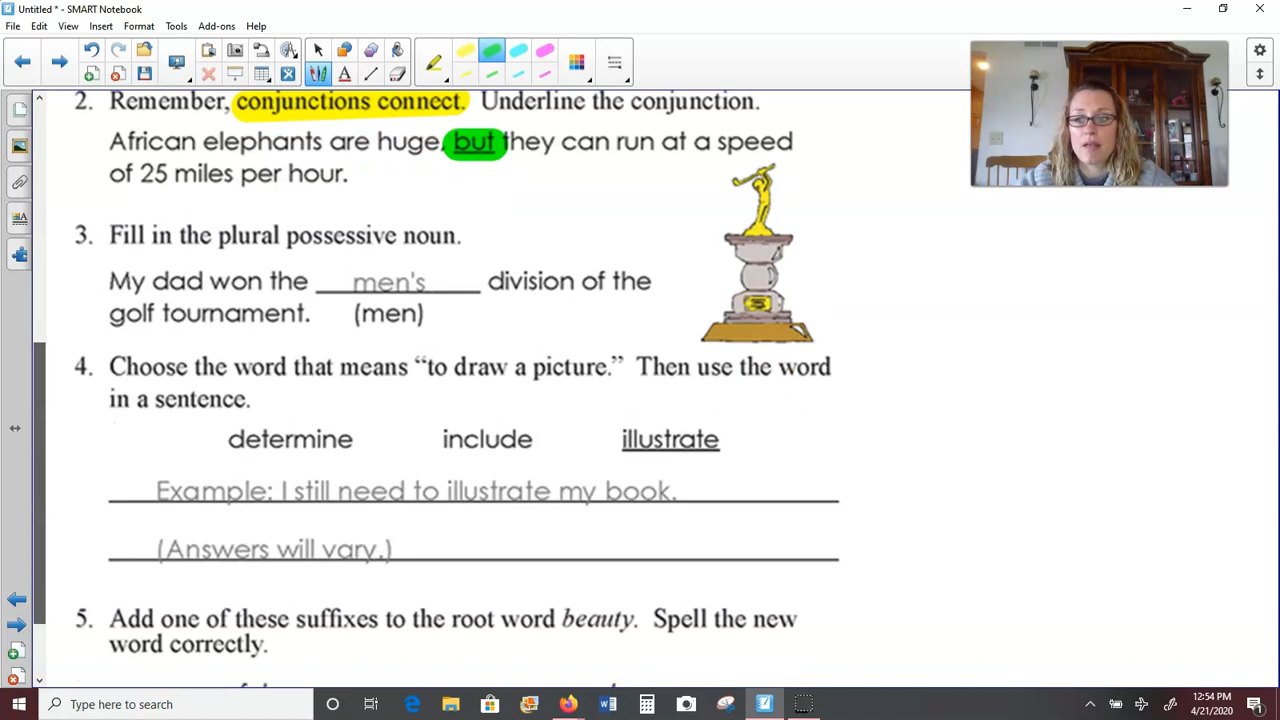 Untitled * - SMART Notebook
File Edit View Insert Format Tools Add-ons Help
2. Remember, conjunctions connect. Underline the conjunction.
African elephants are huge, but they can run at a speed
of 25 miles per hour.
3. Fill in the plural possessive noun.
My dad won the men's division of the
golf tournament. (men)
4. Choose the word that means “to draw a picture.” Then use the word
in a sentence.
determine include illustrate
Example: I still need to illustrate my book.
(Answers will vary.)
5. Add one of these suffixes to the root word beauty. Spell the new
word correctly.
Type here to search
12:54 PM
4/21/2020